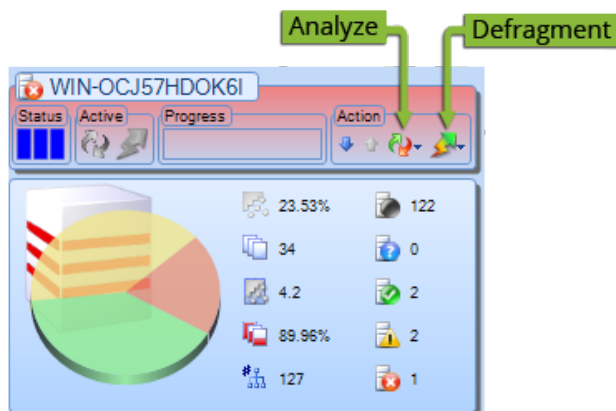 Analyze
Defragment
WIN-OCJ57HDOK6I
Status Active Progress Action
23.53% 122
34 0
4.2 2
89.96% 2
127 1